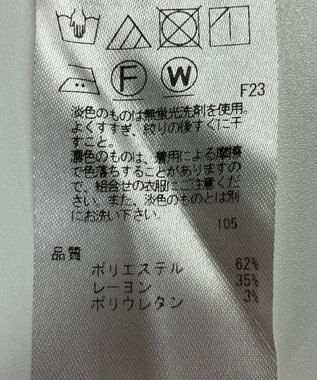 F W
F23
淡色のものは無蛍光洗剤を使用。
よくすすぎ、絞りの後すぐに干
すこと。
濃色のものは、着用による摩擦
で色落ちすることがありますの
で、組合せの衣服にご注意くだ
さい。また、淡色のものとは別
にお洗い下さい。
105
品質
ポリエステル 62%
レーヨン 35%
ポリウレタン 3%